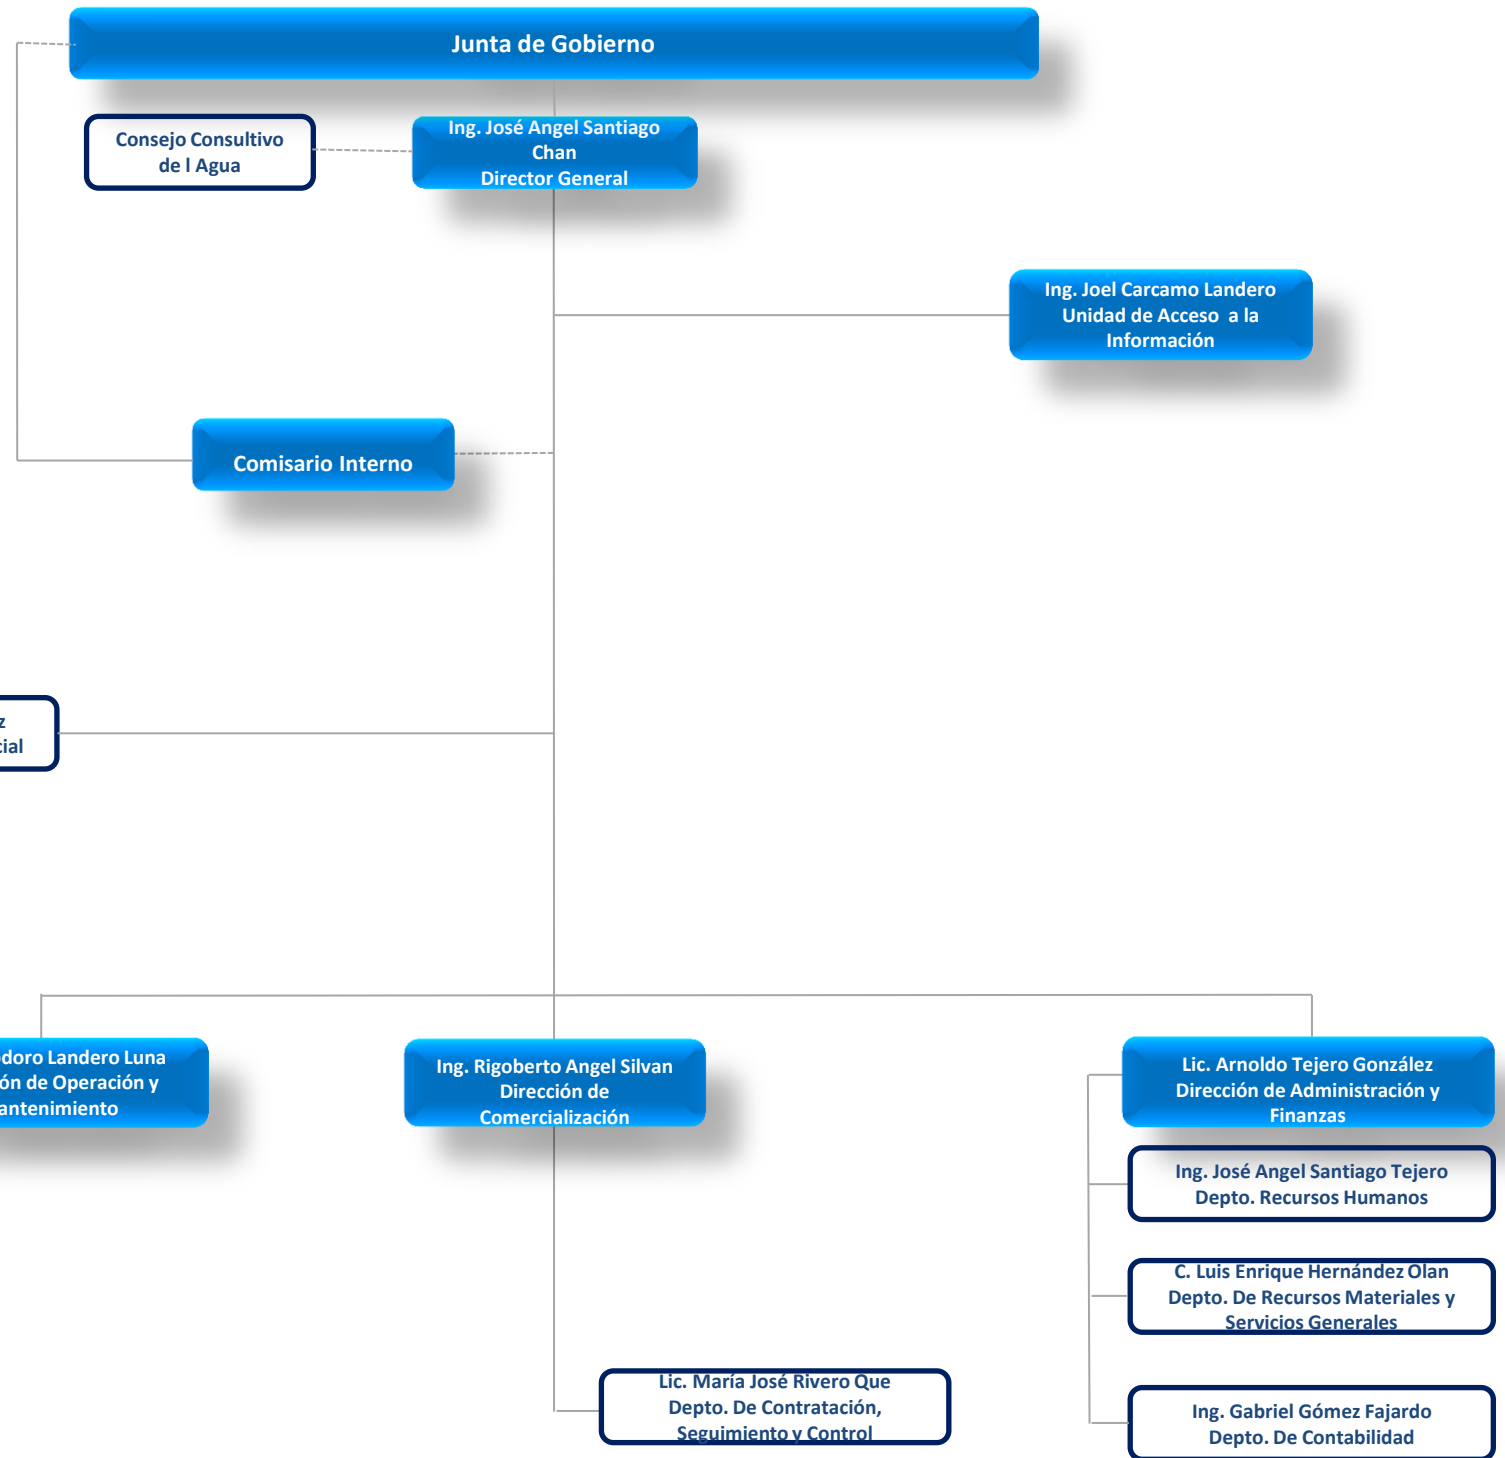 Junta de Gobierno
Consejo Consultivo
de l Agua
Ing. José Angel Santiago
Chan
Director General
Ing. Joel Carcamo Landero
Unidad de Acceso a la
Información
Comisario Interno
z
cial
doro Landero Luna
ón de Operación y
antenimiento
Ing. Rigoberto Angel Silvan
Dirección de
Comercialización
Lic. Arnoldo Tejero González
Dirección de Administración y
Finanzas
Ing. José Angel Santiago Tejero
Depto. Recursos Humanos
C. Luis Enrique Hernández Olan
Depto. De Recursos Materiales y
Servicios Generales
Lic. María José Rivero Que
Depto. De Contratación,
Seguimiento y Control
Ing. Gabriel Gómez Fajardo
Depto. De Contabilidad